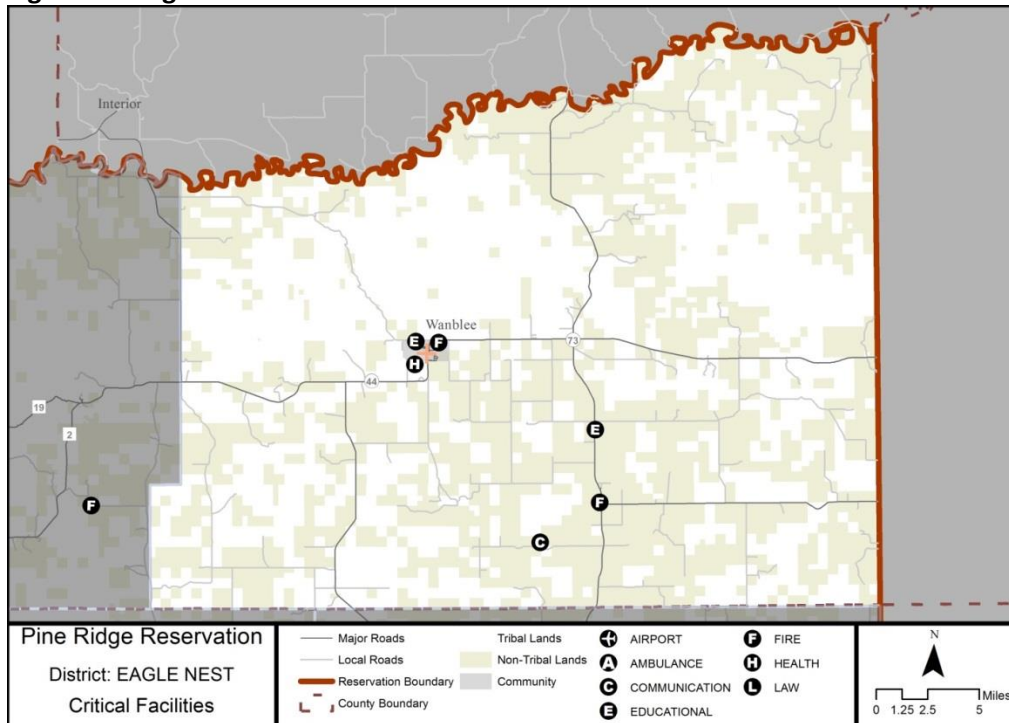 Interior
Wanblee
E
F
H
73
44
19
2
E
F
F
C
Pine Ridge Reservation
District: EAGLE NEST
Critical Facilities
Major Roads
Local Roads
Reservation Boundary
County Boundary
Tribal Lands
Non-Tribal Lands
Community
AIRPORT
A AMBULANCE
C COMMUNICATION
E EDUCATIONAL
F FIRE
H HEALTH
L LAW
N
Miles
0 1.25 2.5 5